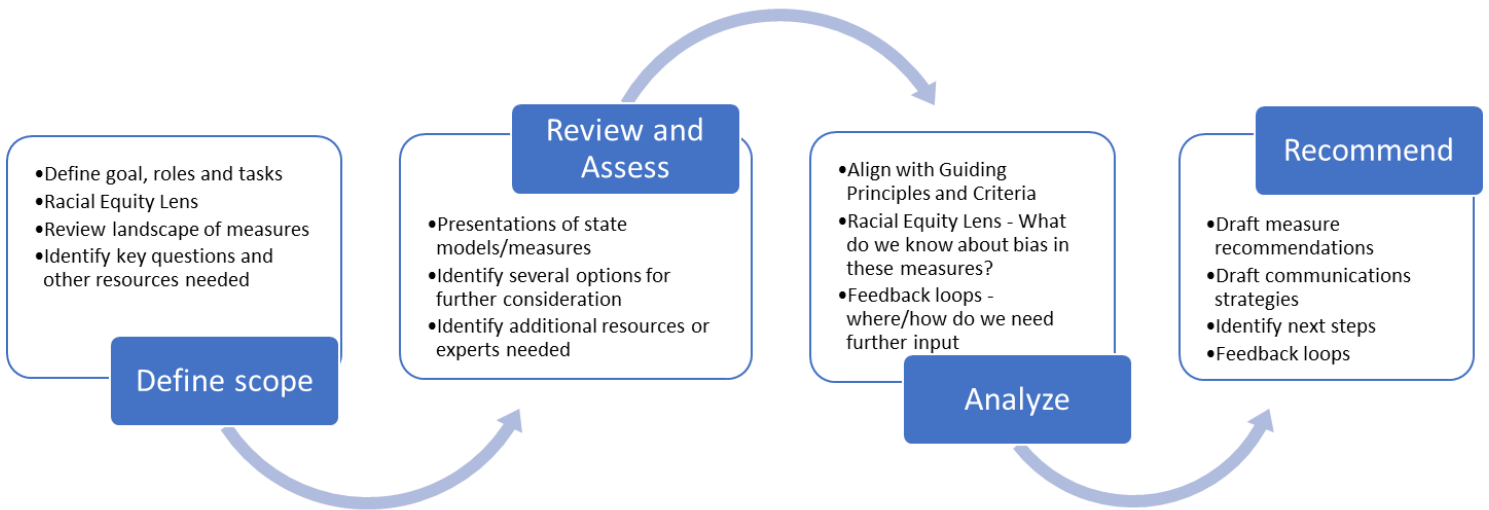 •Define goal, roles and tasks
•Racial Equity Lens
•Review landscape of measures
•Identify key questions and
other resources needed
Define scope
Review and
Assess
•Presentations of state
models/measures
•Identify several options for
further consideration
•Identify additional resources or
experts needed
•Align with Guiding
Principles and Criteria
•Racial Equity Lens - What
do we know about bias in
these measures?
•Feedback loops -
where/how do we need
further input
Analyze
Recommend
•Draft measure
recommendations
•Draft communications
strategies
•Identify next steps
•Feedback loops